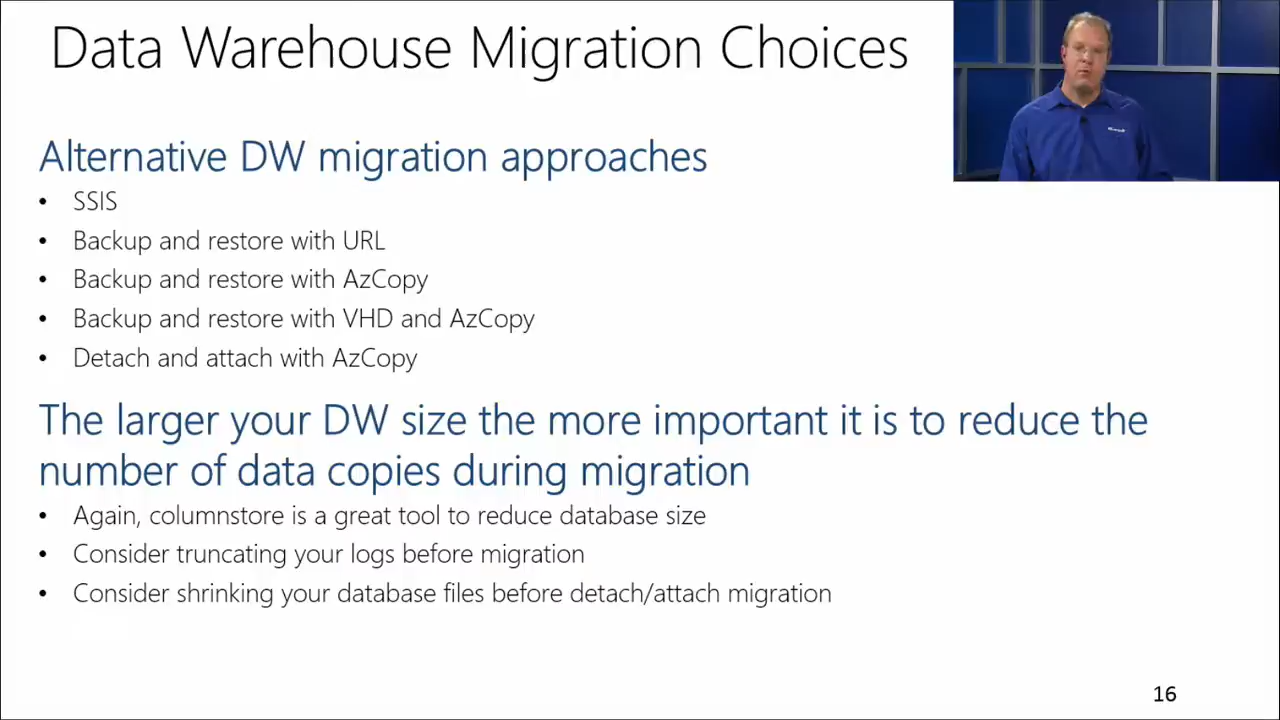 Data Warehouse Migration Choices
Alternative DW migration approaches
• SSIS
• Backup and restore with URL
• Backup and restore with AzCopy
• Backup and restore with VHD and AzCopy
• Detach and attach with AzCopy
The larger your DW size the more important it is to reduce the
number of data copies during migration
• Again, columnstore is a great tool to reduce database size
• Consider truncating your logs before migration
• Consider shrinking your database files before detach/attach migration
16